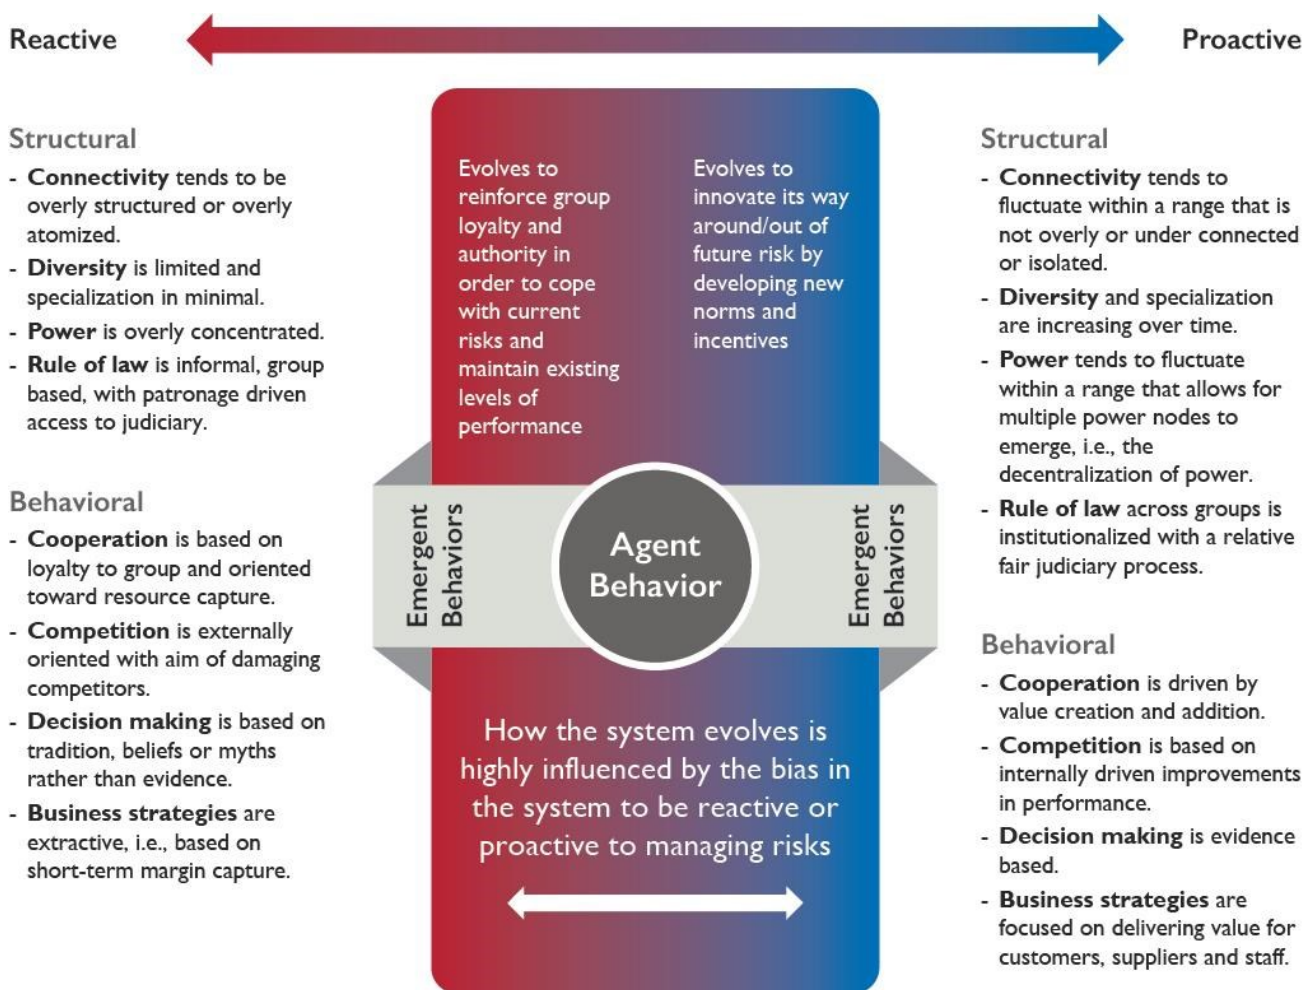 Reactive
Proactive
Structural
- Connectivity tends to be
overly structured or overly
atomized.
- Diversity is limited and
specialization in minimal.
- Power is overly concentrated.
- Rule of law is informal, group
based, with patronage driven
access to judiciary.
Behavioral
- Cooperation is based on
loyalty to group and oriented
toward resource capture.
- Competition is externally
oriented with aim of damaging
competitors.
- Decision making is based on
tradition, beliefs or myths
rather than evidence.
- Business strategies are
extractive, i.e., based on
short-term margin capture.
Evolves to
reinforce group
loyalty and
authority in
order to cope
with current
risks and
maintain existing
levels of
performance
Evolves to
innovate its way
around/out of
future risk by
developing new
norms and
incentives
Emergent
Behaviors
Agent
Behavior
Emergent
Behaviors
How the system evolves is
highly influenced by the bias in
the system to be reactive or
proactive to managing risks
Structural
- Connectivity tends to
fluctuate within a range that is
not overly or under connected
or isolated.
- Diversity and specialization
are increasing over time.
- Power tends to fluctuate
within a range that allows for
multiple power nodes to
emerge, i.e., the
decentralization of power.
- Rule of law across groups is
institutionalized with a relative
fair judiciary process.
Behavioral
- Cooperation is driven by
value creation and addition.
- Competition is based on
internally driven improvements
in performance.
- Decision making is evidence
based.
- Business strategies are
focused on delivering value for
customers, suppliers and staff.